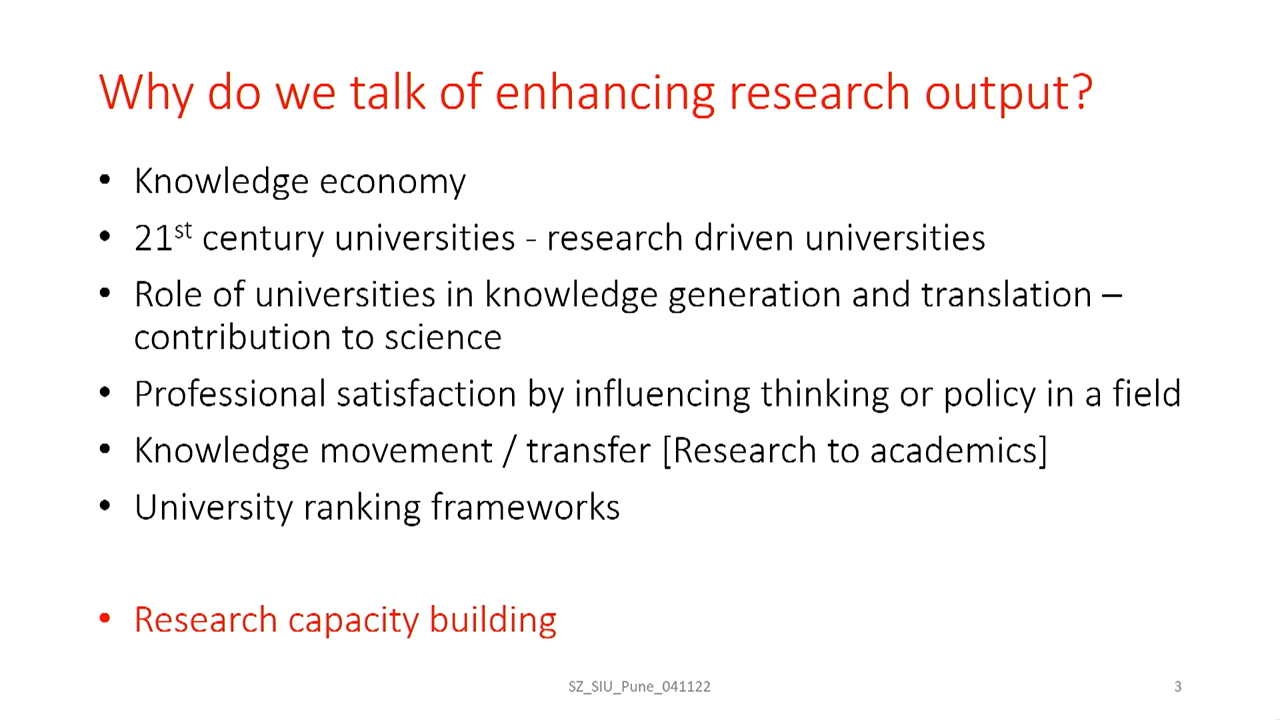 Why do we talk of enhancing research output?
• Knowledge economy
• 21st century universities - research driven universities
• Role of universities in knowledge generation and translation –
contribution to science
• Professional satisfaction by influencing thinking or policy in a field
• Knowledge movement / transfer [Research to academics]
• University ranking frameworks
• Research capacity building
SZ_SIU_Pune_041122
3